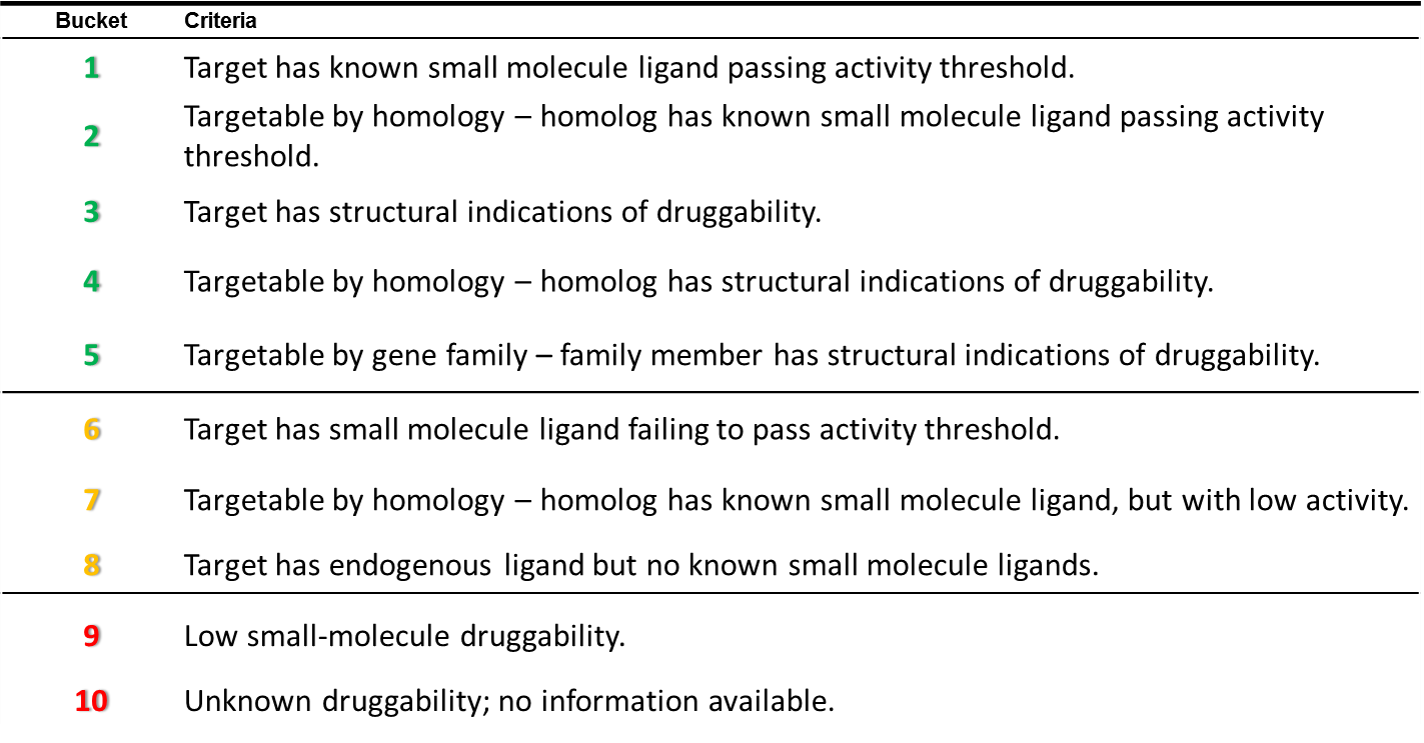 Bucket Criteria
1 Target has known small molecule ligand passing activity threshold.
2 Targetable by homology – homolog has known small molecule ligand passing activity
threshold.
3 Target has structural indications of druggability.
4 Targetable by homology – homolog has structural indications of druggability.
5 Targetable by gene family – family member has structural indications of druggability.
6 Target has small molecule ligand failing to pass activity threshold.
7 Targetable by homology – homolog has known small molecule ligand, but with low activity.
8 Target has endogenous ligand but no known small molecule ligands.
9 Low small-molecule druggability.
10 Unknown druggability; no information available.